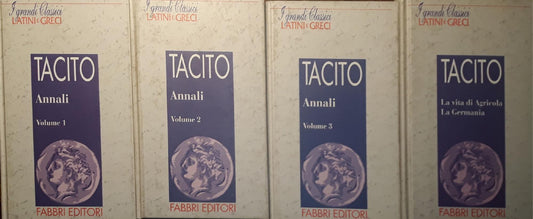 I grandi Classici
LATINI e GRECI
TACITO
Annali
Volume 1
FABBRI EDITORI
I grandi Classici
LATINI e GRECI
TACITO
Annali
Volume 2
FABBRI EDITORI
I grandi Classici
LATINI e GRECI
TACITO
Annali
Volume 3
FABBRI EDITORI
I grandi Classici
LATINI e GRECI
TACITO
La vita di Agricola
La Germania
FABBRI EDITORI